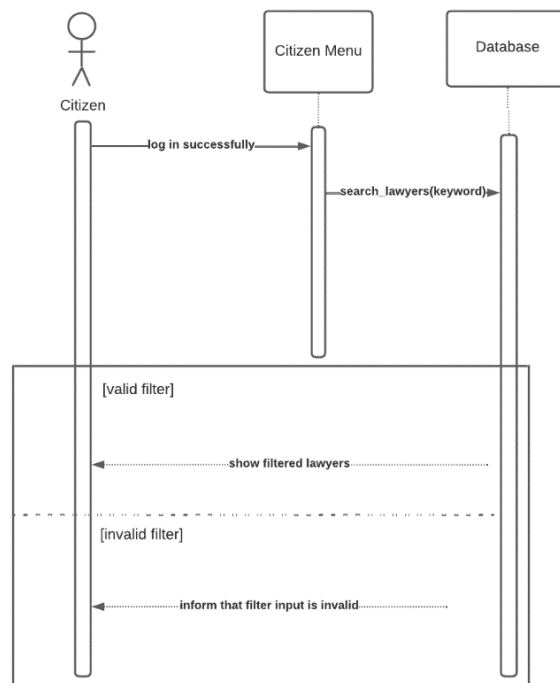 Citizen Menu
Database
Citizen
log in successfully
search_lawyers(keyword)
[valid filter]
show filtered lawyers
[invalid filter]
inform that filter input is invalid